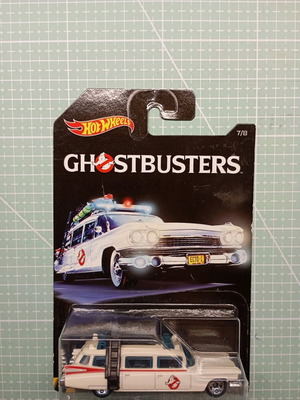 HOT WHEELS
7/8
GHOSTBUSTERS
ECTO-1